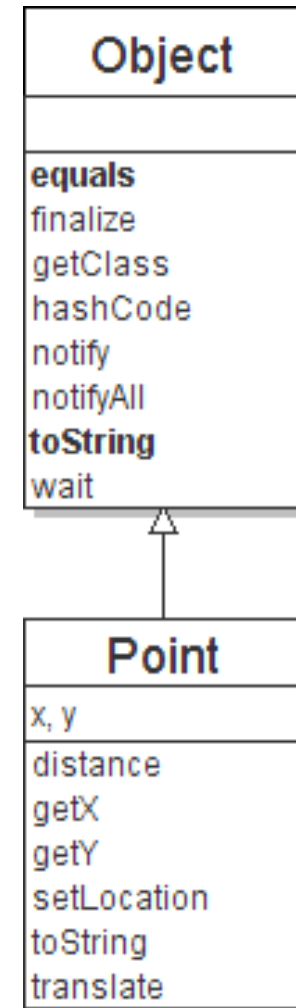 Object
equals
finalize
getClass
hashCode
notify
notifyAll
toString
wait
Point
x, y
distance
getX
getY
setLocation
toString
translate